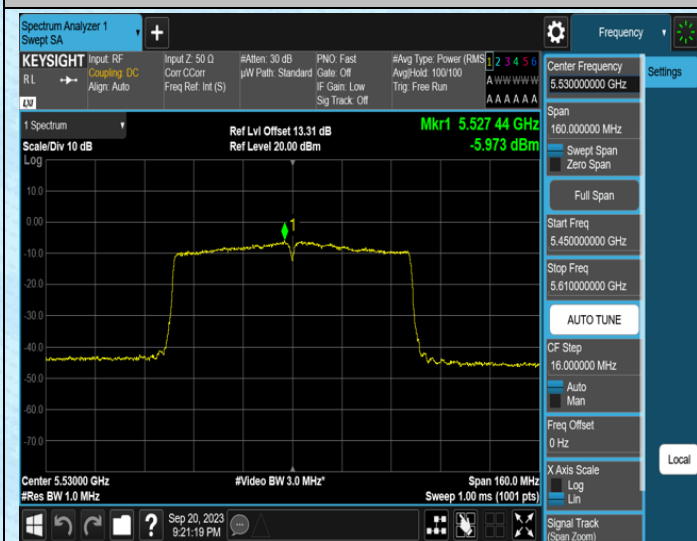 Spectrum Analyzer 1
Swept SA
Frequency
KEYSIGHT
RL
LXI
Input: RF
Coupling: DC
Align: Auto
Input Z: 50 Ω
Corr CCorr
Freq Ref: Int (S)
#Atten: 30 dB
µW Path: Standard
PNO: Fast
Gate: Off
IF Gain: Low
Sig Track: Off
#Avg Type: Power (RMS
Avg|Hold: 100/100
Trig: Free Run
1 2 3 4 5 6
A W W W W W
A A A A A A
1 Spectrum
Scale/Div 10 dB
Ref Lvl Offset 13.31 dB
Ref Level 20.00 dBm
Mkr1 5.527 44 GHz
-5.973 dBm
Log
10.0
0.00
-10.0
-20.0
-30.0
-40.0
-50.0
-60.0
-70.0
1
Center 5.53000 GHz
#Res BW 1.0 MHz
#Video BW 3.0 MHz*
Span 160.0 MHz
Sweep 1.00 ms (1001 pts)
Center Frequency
5.530000000 GHz
Settings
Span
160.000000 MHz
Swept Span
Zero Span
Full Span
Start Freq
5.450000000 GHz
Stop Freq
5.610000000 GHz
AUTO TUNE
CF Step
16.000000 MHz
Auto
Man
Freq Offset
0 Hz
X Axis Scale
Log
Lin
Signal Track
(Span Zoom)
Local
?
Sep 20, 2023
9:21:19 PM